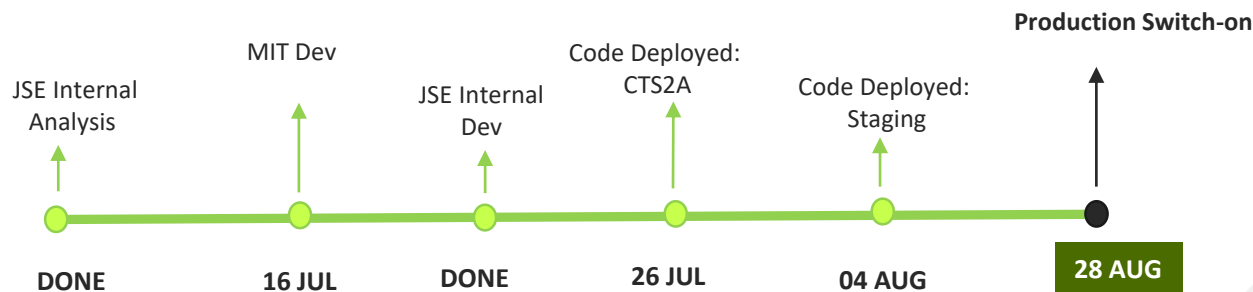 Production Switch-on
MIT Dev
Code Deployed:
CTS2A
JSE Internal
Analysis
JSE Internal
Dev
Code Deployed:
Staging
DONE
16 JUL
DONE
26 JUL
04 AUG
28 AUG